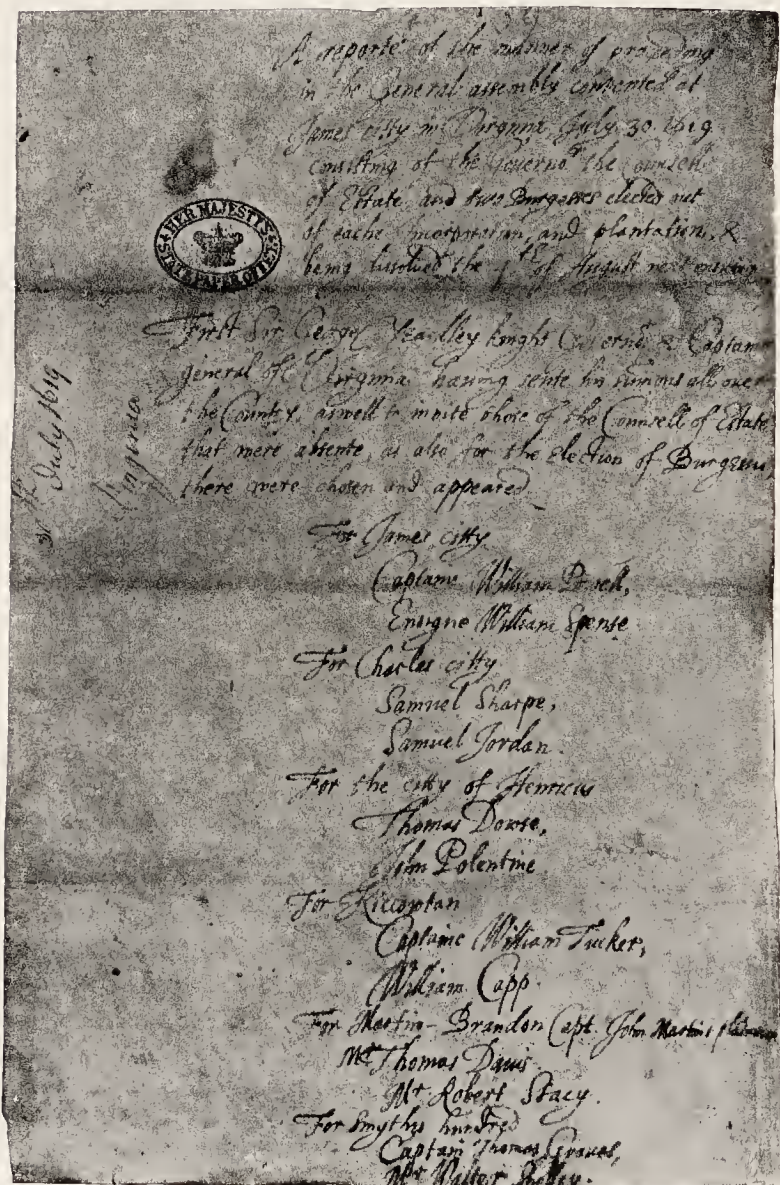 A reporte of the manner of proceeding
in the General assembly convented at
James citty in Virginia, July 30. 1619.
consisting of the Governor, the Counsell
of Estate, and two Burgesses elected out
of eache Incorporation, and plantation, &
being dissolved the 4th of August next ensuing
HER MAJESTY'S
STATE PAPER OFFICE
First Sir George Yeardley knight Governor & Captaine
general of Virginia having sente his sumons all over
the Country, aswell to invite those of the Counsell of Estate
that were absente, as also for the election of Burgesses,
there were chosen and appeared
30th July 1619
Virginia
For James citty
Captaine William Powell,
Ensigne William Spense
For Charles citty
Samuel Sharpe,
Samuel Jordan.
For the citty of Henricus
Thomas Dowse,
John Polentine
For Kiccowtan
Captaine William Tucker,
William Capp
For Martin-Brandon Capt. John Martins
Mr Thomas Davis
Mr Robert Stacy.
For Smythes hundred
Captain Thomas Graves,
Mr Walter Shelley.